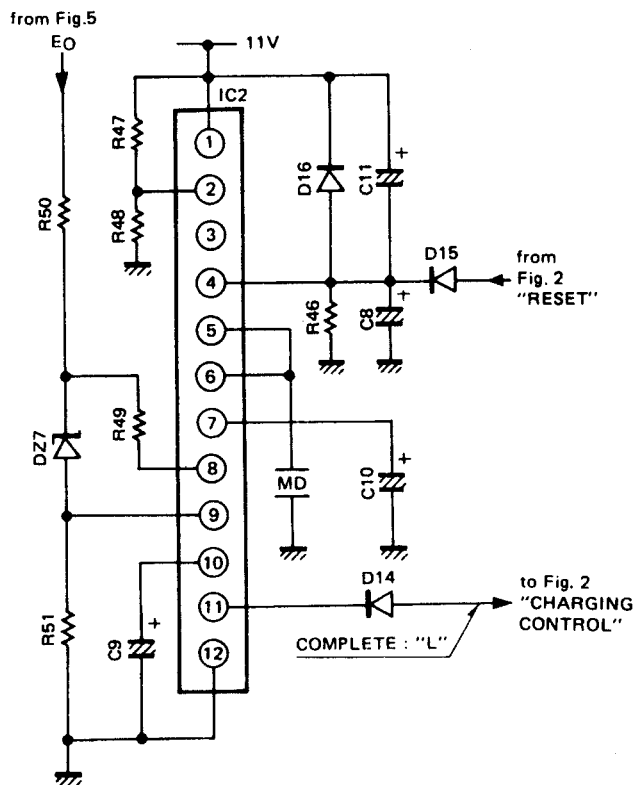 from Fig.5
EO
11V
IC2
R47
R48
R50
R49
DZ7
R51
C9
+
1
2
3
4
5
6
7
8
9
10
11
12
D16
C11
+
D15
from
Fig. 2
"RESET"
R46
C8
+
MD
C10
+
D14
to Fig. 2
"CHARGING
CONTROL"
COMPLETE : "L"